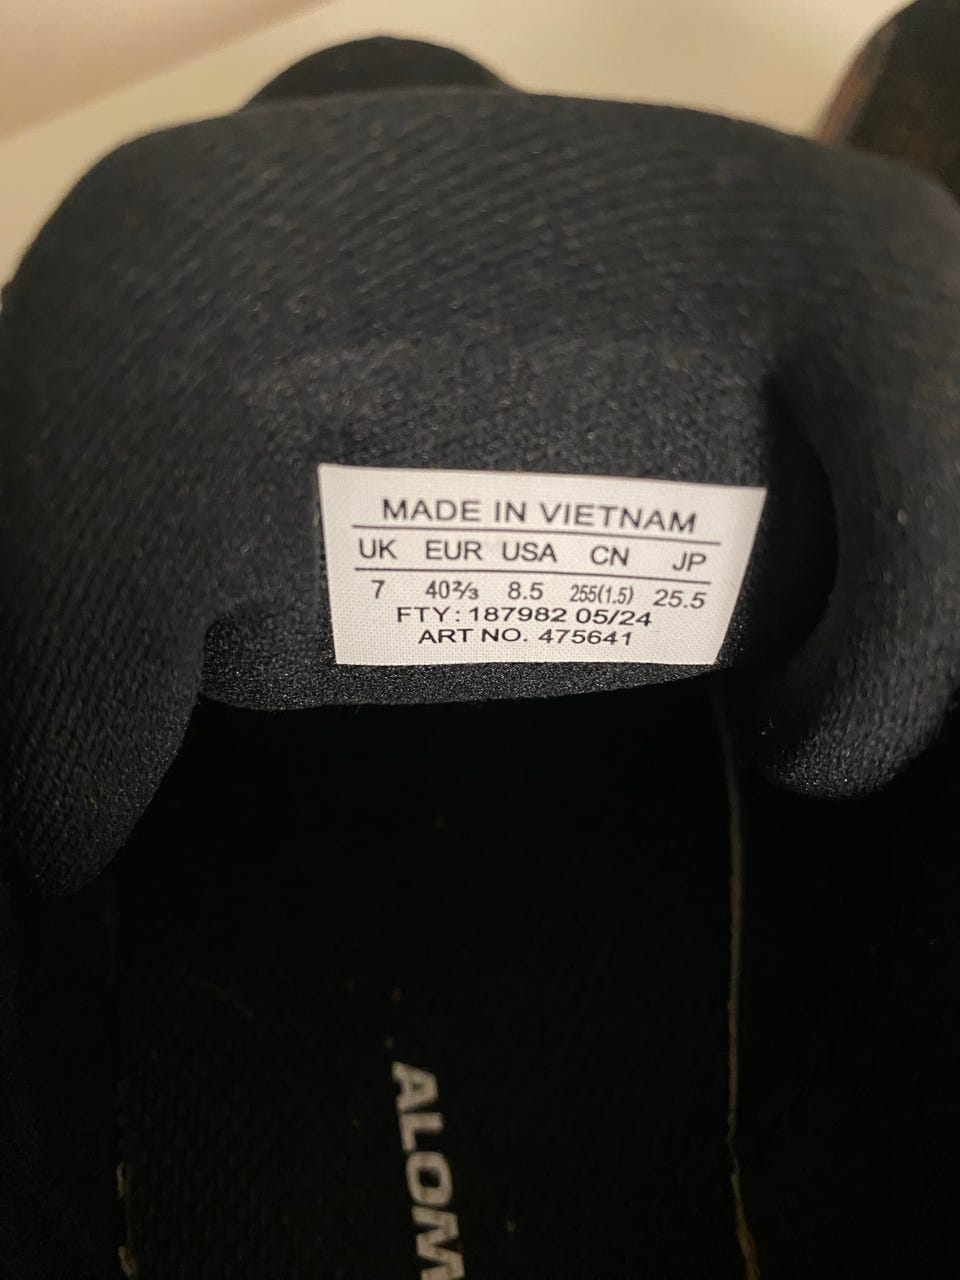 MADE IN VIETNAM
UK EUR USA CN JP
7 40⅔ 8.5 255(1.5) 25.5
FTY: 187982 05/24
ART NO. 475641
ALOM